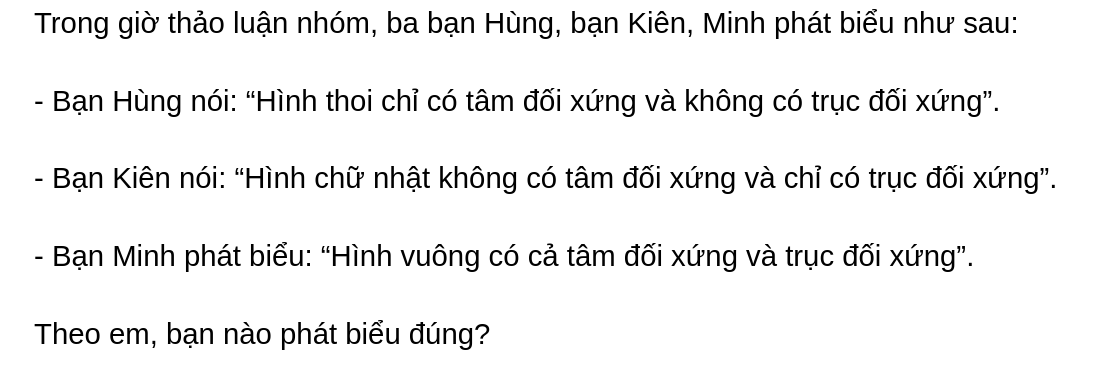 Trong giờ thảo luận nhóm, ba bạn Hùng, bạn Kiên, Minh phát biểu như sau:
- Bạn Hùng nói: “Hình thoi chỉ có tâm đối xứng và không có trục đối xứng”.
- Bạn Kiên nói: “Hình chữ nhật không có tâm đối xứng và chỉ có trục đối xứng”.
- Bạn Minh phát biểu: “Hình vuông có cả tâm đối xứng và trục đối xứng”.
Theo em, bạn nào phát biểu đúng?